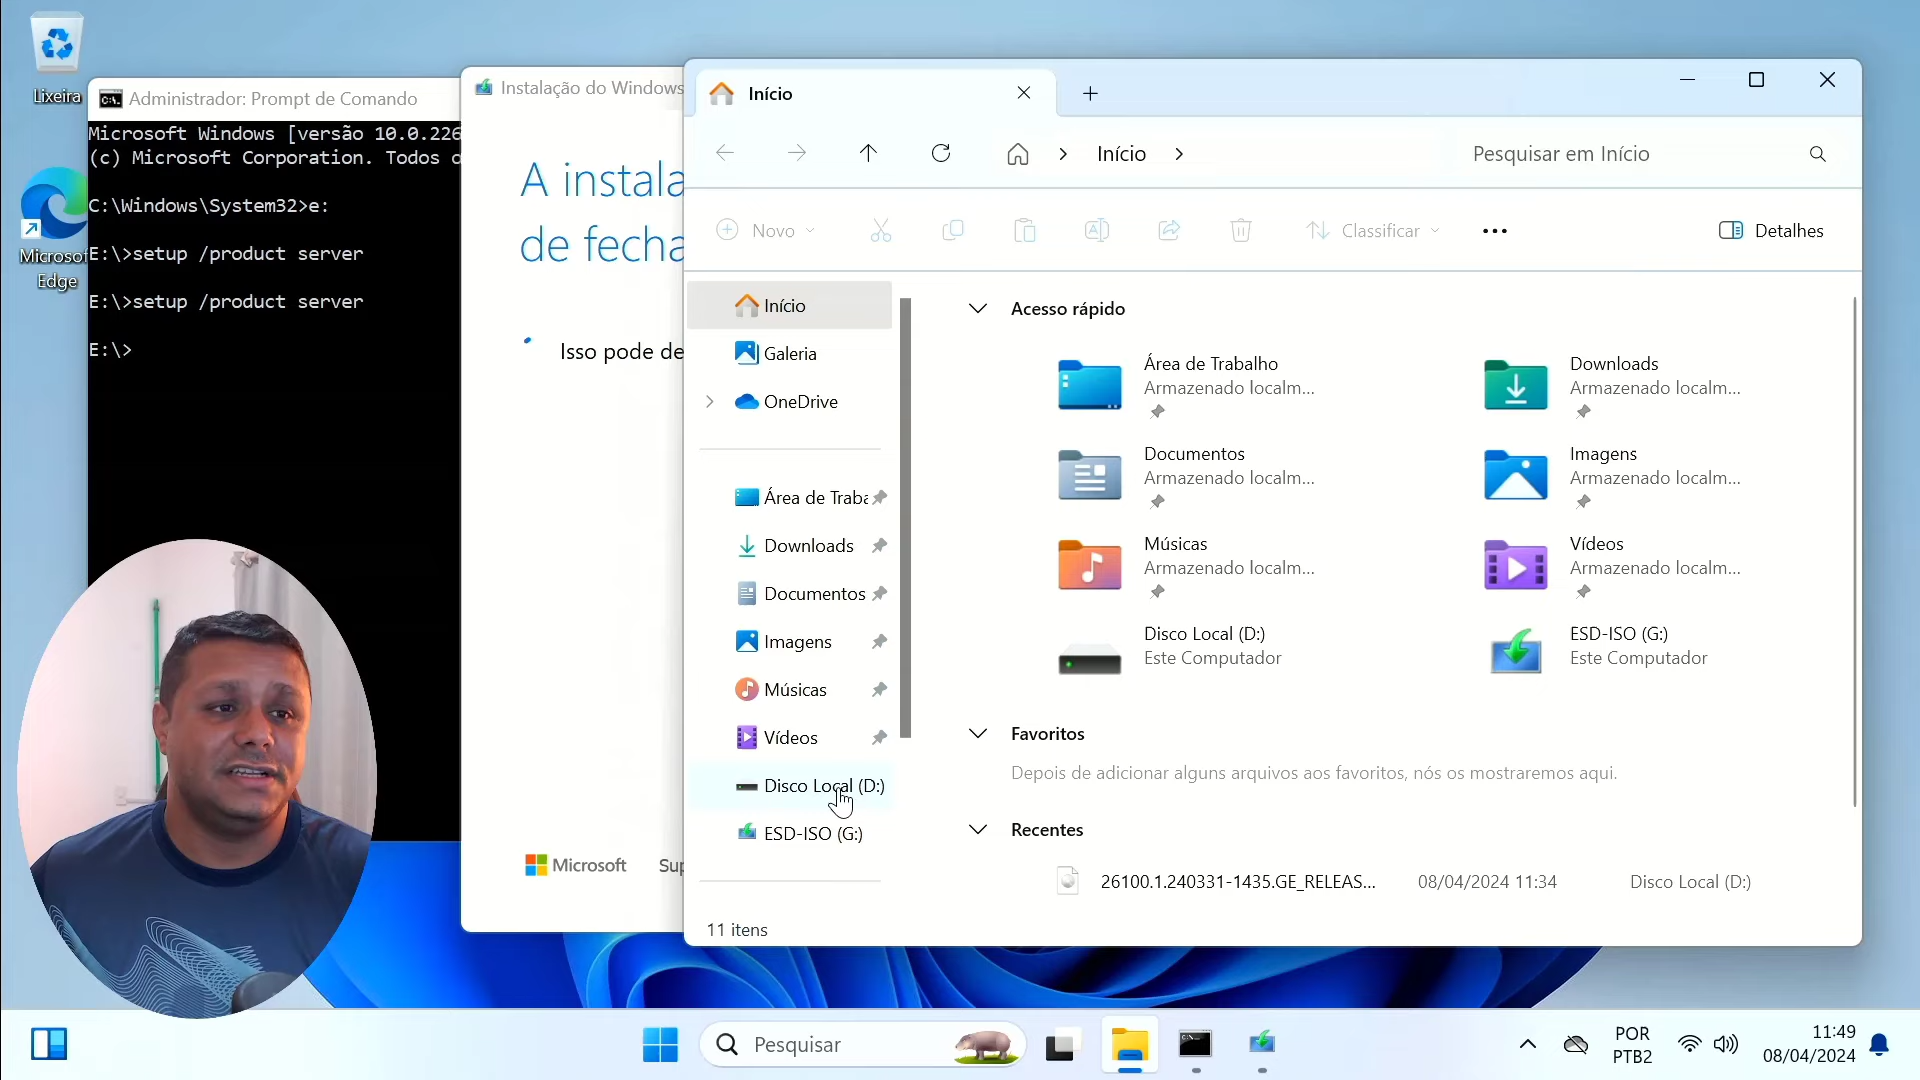 Lixeira
Microsof
Edge
Administrador: Prompt de Comando
Microsoft Windows [versão 10.0.226
(c) Microsoft Corporation. Todos o
C:\Windows\System32>e:
E:\>setup /product server
E:\>setup /product server
E:\>
Instalação do Windows
A instala
de fecha
Isso pode de
Microsoft Sup
Início
Início
Pesquisar em Início
Novo
Classificar
Detalhes
Início
Galeria
OneDrive
Área de Traba
Downloads
Documentos
Imagens
Músicas
Vídeos
Disco Local (D:)
ESD-ISO (G:)
Acesso rápido
Área de Trabalho
Armazenado localm...
Downloads
Armazenado localm...
Documentos
Armazenado localm...
Imagens
Armazenado localm...
Músicas
Armazenado localm...
Vídeos
Armazenado localm...
Disco Local (D:)
Este Computador
ESD-ISO (G:)
Este Computador
Favoritos
Depois de adicionar alguns arquivos aos favoritos, nós os mostraremos aqui.
Recentes
26100.1.240331-1435.GE_RELEAS... 08/04/2024 11:34 Disco Local (D:)
11 itens
Pesquisar
POR
PTB2
11:49
08/04/2024